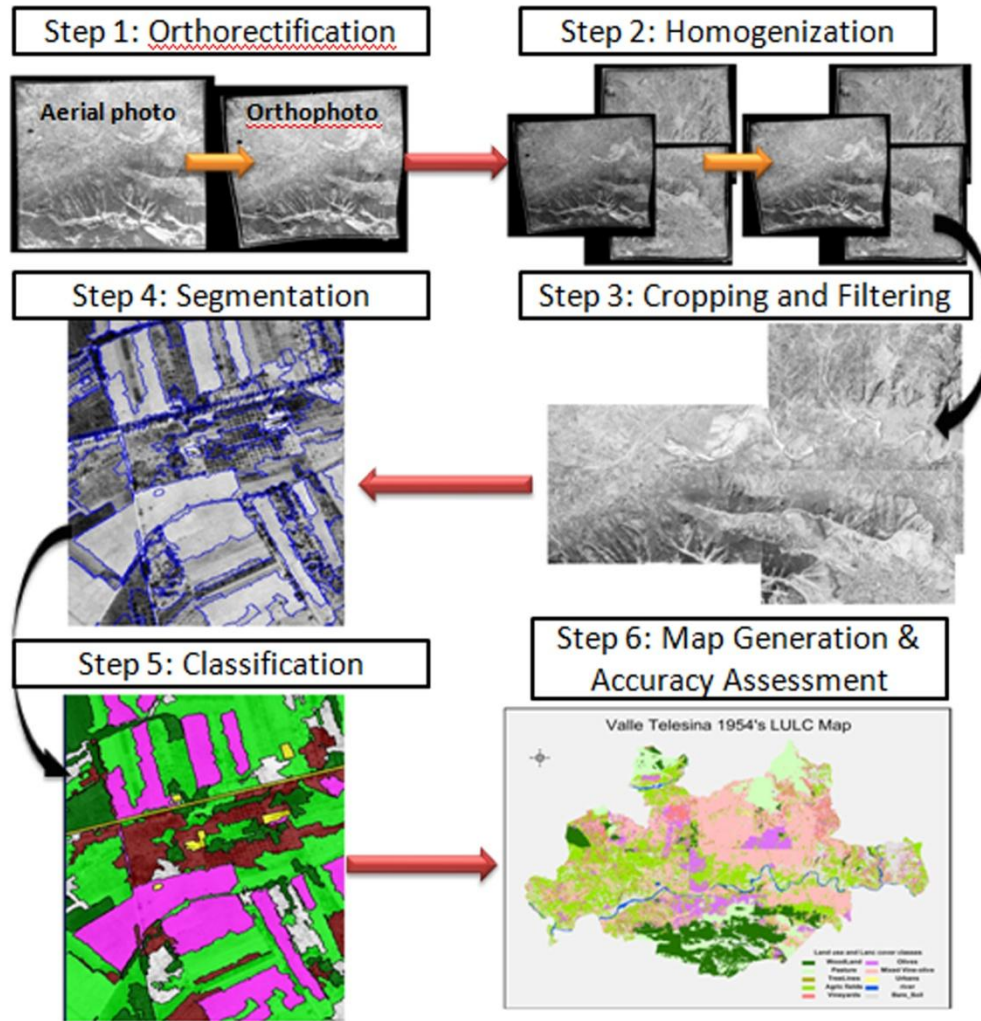 Step 1: Orthorectification
Step 2: Homogenization
Aerial photo
Orthophoto
Step 4: Segmentation
Step 3: Cropping and Filtering
Step 5: Classification
Step 6: Map Generation &
Accuracy Assessment
Valle Telesina 1954's LULC Map
Land use and Lanc cover classes
WoodLand
Olives
Pasture
Mixed Vine-olive
TreeLines
Urbans
Agric fields
river
Vineyards
Bare_Soil